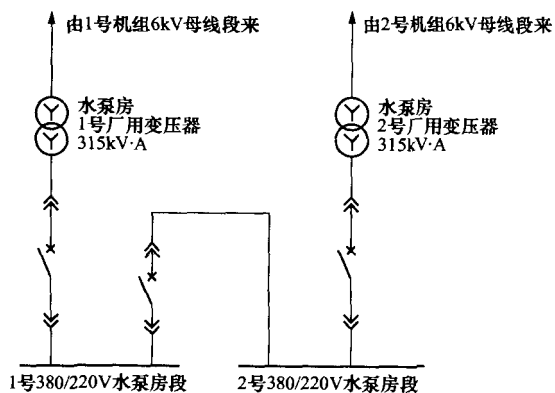 由1号机组6kV母线段来
由2号机组6kV母线段来
水泵房
1号厂用变压器
315kV·A
水泵房
2号厂用变压器
315kV·A
1号380/220V水泵房段
2号380/220V水泵房段